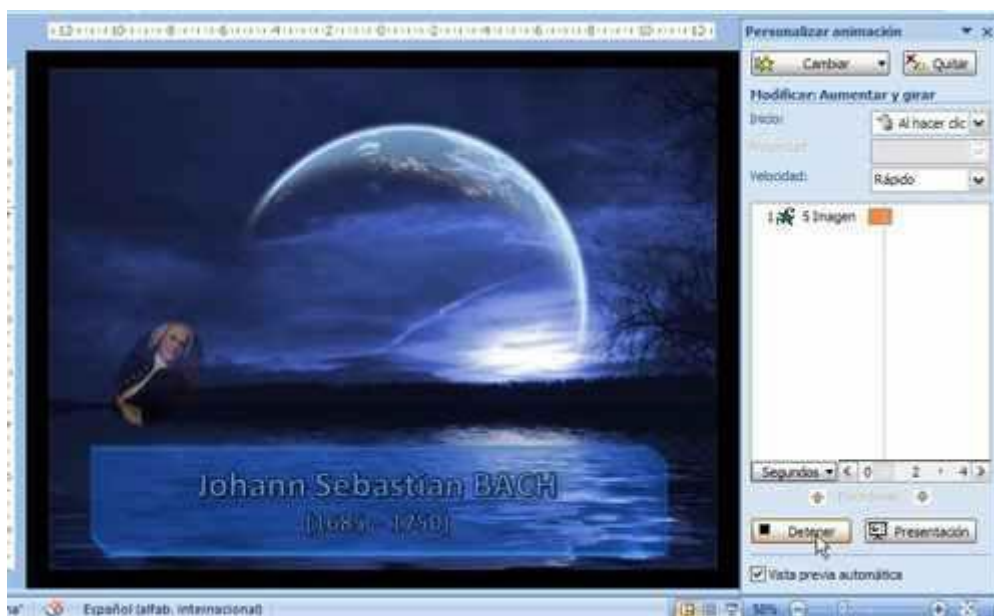 Personalizar animación
Cambiar Quitar
Modificar: Aumentar y girar
Inicio: Al hacer clic
Velocidad: Rápido
1 5 Imagen
Johann Sebastian BACH
(1685 - 1750)
Segundos 0 2 4
Detener Presentación
Vista previa automática
Español (alfab. internacional) 58%